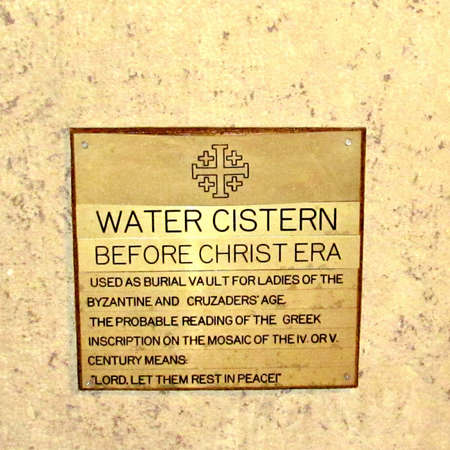 WATER CISTERN
BEFORE CHRIST ERA
USED AS BURIAL VAULT FOR LADIES OF THE
BYZANTINE AND CRUZADERS' AGE.
THE PROBABLE READING OF THE GREEK
INSCRIPTION ON THE MOSAIC OF THE IV. OR V.
CENTURY MEANS:
"LORD, LET THEM REST IN PEACE!"